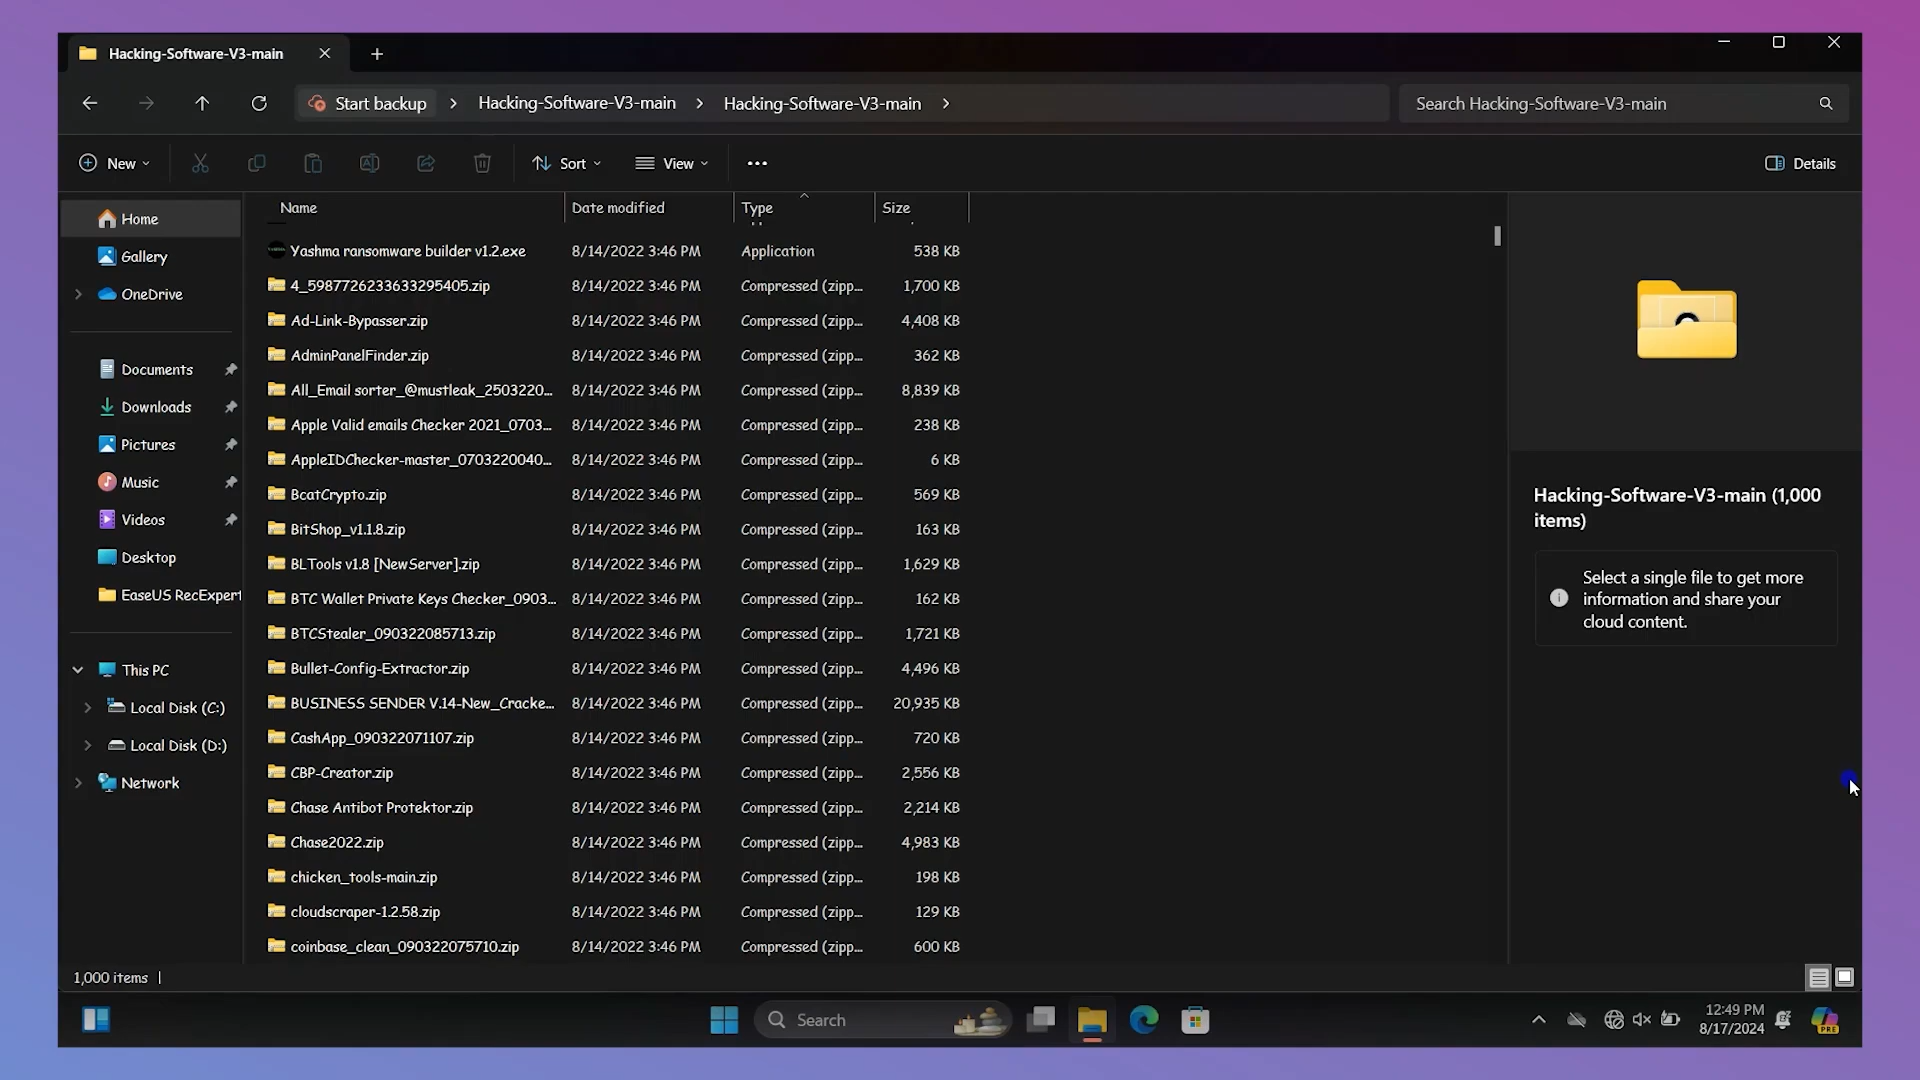 Hacking-Software-V3-main
Start backup > Hacking-Software-V3-main > Hacking-Software-V3-main >
Search Hacking-Software-V3-main
New
Sort
View
Details
Name Date modified Type Size
Home
Gallery
OneDrive
Documents
Downloads
Pictures
Music
Videos
Desktop
EaseUS RecExpert
This PC
Local Disk (C:)
Local Disk (D:)
Network
Yashma ransomware builder v1.2.exe 8/14/2022 3:46 PM Application 538 KB
4_5987726233633295405.zip 8/14/2022 3:46 PM Compressed (zipp... 1,700 KB
Ad-Link-Bypasser.zip 8/14/2022 3:46 PM Compressed (zipp... 4,408 KB
AdminPanelFinder.zip 8/14/2022 3:46 PM Compressed (zipp... 362 KB
All_Email sorter_@mustleak_2503220... 8/14/2022 3:46 PM Compressed (zipp... 8,839 KB
Apple Valid emails Checker 2021_0703... 8/14/2022 3:46 PM Compressed (zipp... 238 KB
AppleIDChecker-master_0703220040... 8/14/2022 3:46 PM Compressed (zipp... 6 KB
BcatCrypto.zip 8/14/2022 3:46 PM Compressed (zipp... 569 KB
BitShop_v1.1.8.zip 8/14/2022 3:46 PM Compressed (zipp... 163 KB
BLTools v1.8 [NewServer].zip 8/14/2022 3:46 PM Compressed (zipp... 1,629 KB
BTC Wallet Private Keys Checker_0903... 8/14/2022 3:46 PM Compressed (zipp... 162 KB
BTCStealer_090322085713.zip 8/14/2022 3:46 PM Compressed (zipp... 1,721 KB
Bullet-Config-Extractor.zip 8/14/2022 3:46 PM Compressed (zipp... 4,496 KB
BUSINESS SENDER V.14-New_Cracke... 8/14/2022 3:46 PM Compressed (zipp... 20,935 KB
CashApp_090322071107.zip 8/14/2022 3:46 PM Compressed (zipp... 720 KB
CBP-Creator.zip 8/14/2022 3:46 PM Compressed (zipp... 2,556 KB
Chase Antibot Protektor.zip 8/14/2022 3:46 PM Compressed (zipp... 2,214 KB
Chase2022.zip 8/14/2022 3:46 PM Compressed (zipp... 4,983 KB
chicken_tools-main.zip 8/14/2022 3:46 PM Compressed (zipp... 198 KB
cloudscraper-1.2.58.zip 8/14/2022 3:46 PM Compressed (zipp... 129 KB
coinbase_clean_090322075710.zip 8/14/2022 3:46 PM Compressed (zipp... 600 KB
Hacking-Software-V3-main (1,000
items)
Select a single file to get more
information and share your
cloud content.
1,000 items
Search
12:49 PM
8/17/2024
PRE